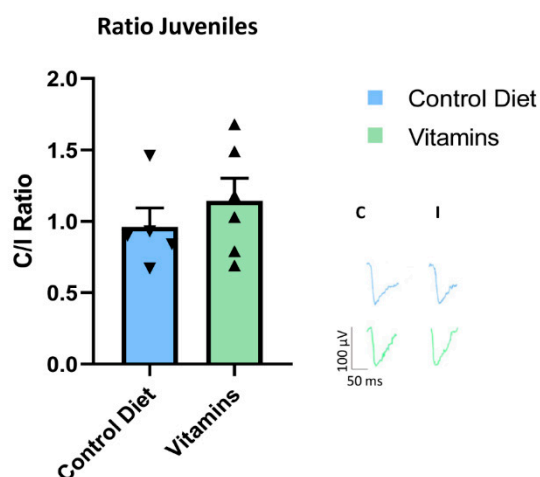 Ratio Juveniles
C/I Ratio
2.0
1.5
1.0
0.5
0.0
Control Diet
Vitamins
Control Diet
Vitamins
C I
100 µV
50 ms